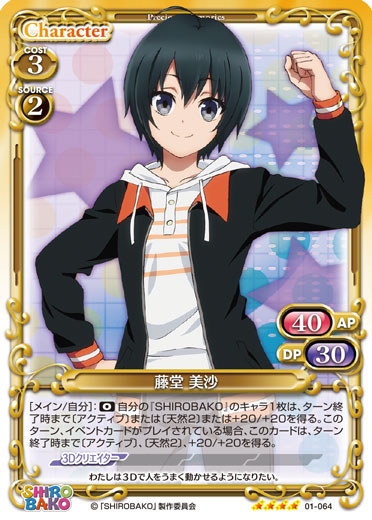 Precious Memories
Character
COST
3
SOURCE
2
40 AP
DP 30
藤堂 美沙
[メイン/自分]：自分の『SHIROBAKO』のキャラ1枚は、ターン終
了時まで〔アクティブ〕または〔天然2〕または+20/+20を得る。この
ターン、イベントカードがプレイされている場合、このカードは、ターン終
了時まで〔アクティブ〕、〔天然2〕、+20/+20を得る。
3Dクリエイター
わたしは3Dで人をうまく動かせるようになりたい。
SHIRO
BAKO
©「SHIROBAKO」製作委員会
01-064